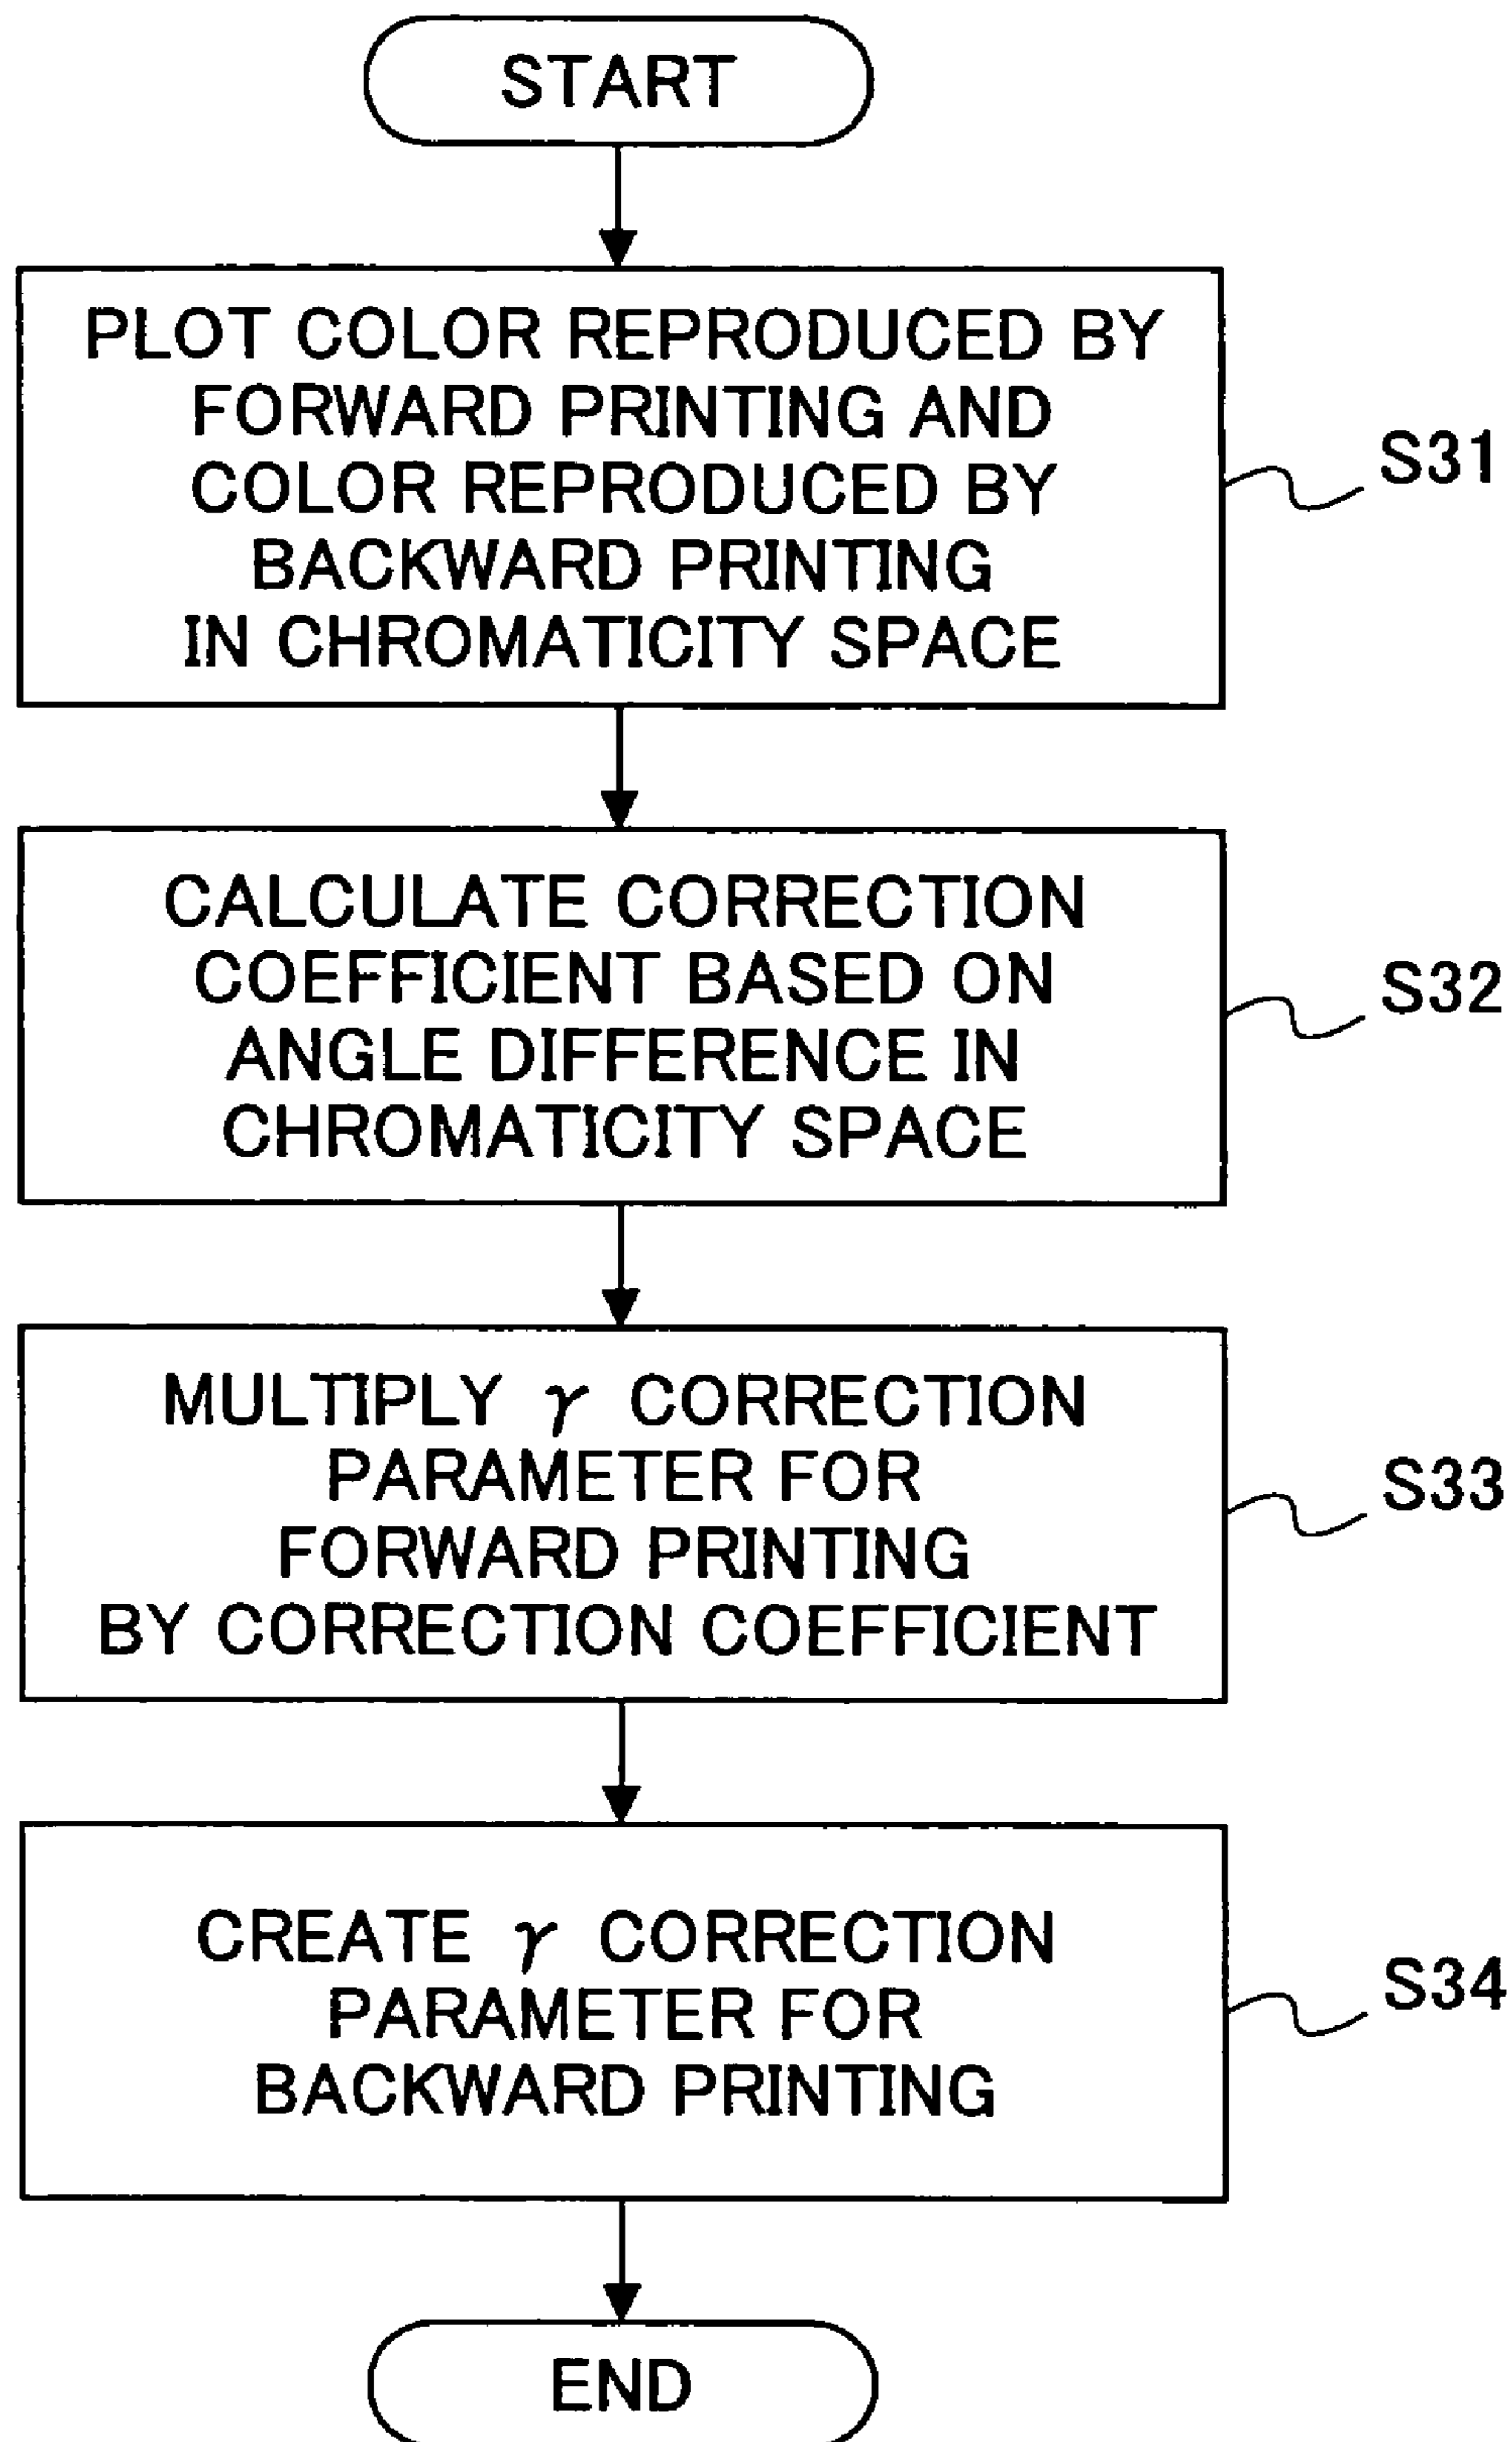 START
PLOT COLOR REPRODUCED BY
FORWARD PRINTING AND
COLOR REPRODUCED BY
BACKWARD PRINTING
IN CHROMATICITY SPACE
S31
CALCULATE CORRECTION
COEFFICIENT BASED ON
ANGLE DIFFERENCE IN
CHROMATICITY SPACE
S32
MULTIPLY γ CORRECTION
PARAMETER FOR
FORWARD PRINTING
BY CORRECTION COEFFICIENT
S33
CREATE γ CORRECTION
PARAMETER FOR
BACKWARD PRINTING
S34
END